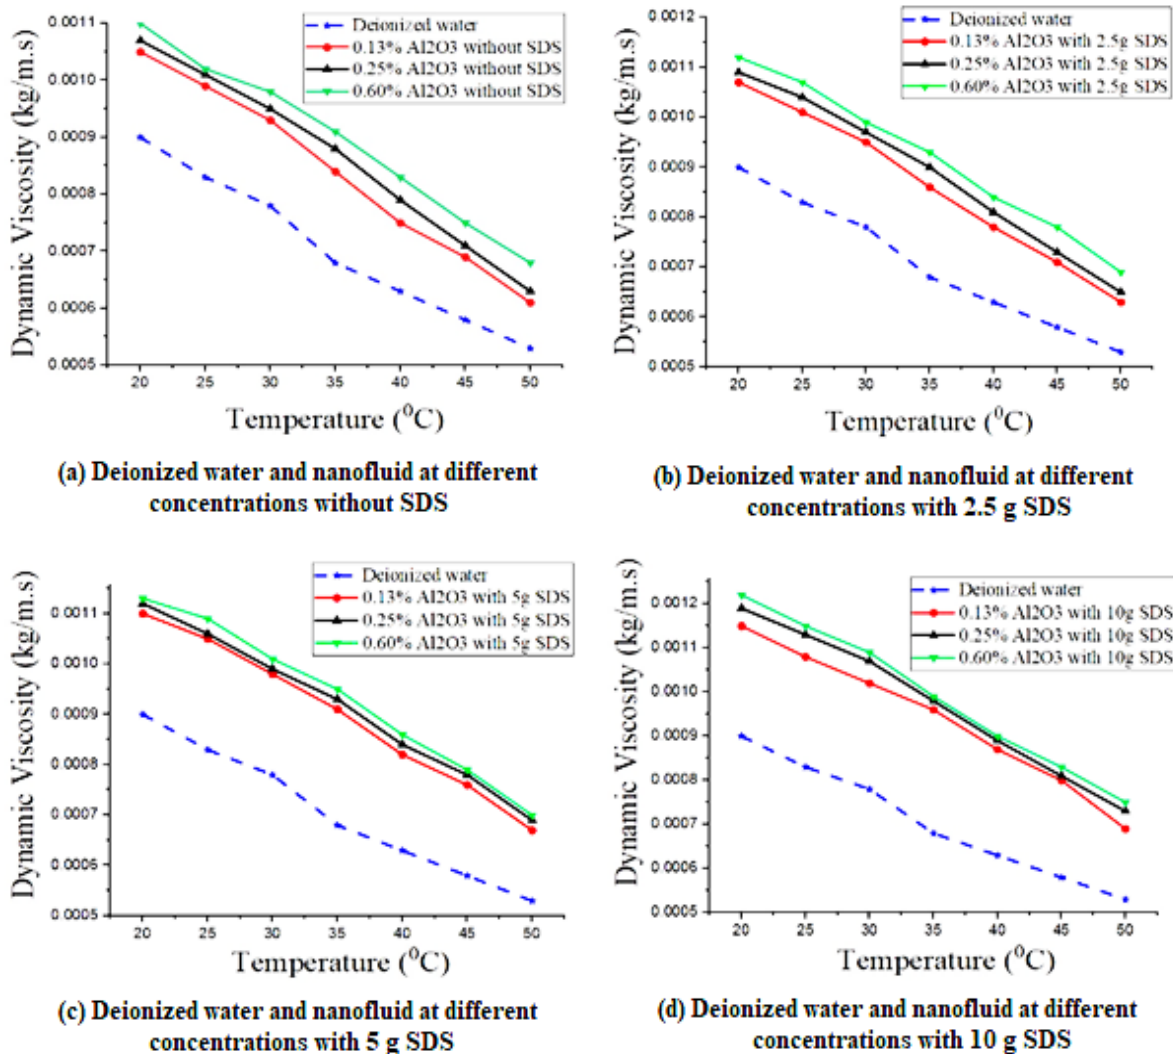 Dynamic Viscosity (kg/m.s)
0.0011
0.0010
0.0009
0.0008
0.0007
0.0006
0.0005
Deionized water
0.13% Al2O3 without SDS
0.25% Al2O3 without SDS
0.60% Al2O3 without SDS
20 25 30 35 40 45 50
Temperature (⁰C)
(a) Deionized water and nanofluid at different
concentrations without SDS
Dynamic Viscosity (kg/m.s)
0.0012
0.0011
0.0010
0.0009
0.0008
0.0007
0.0006
0.0005
Deionized water
0.13% Al2O3 with 2.5g SDS
0.25% Al2O3 with 2.5g SDS
0.60% Al2O3 with 2.5g SDS
20 25 30 35 40 45 50
Temperature (⁰C)
(b) Deionized water and nanofluid at different
concentrations with 2.5 g SDS
Dynamic Viscosity (kg/m.s)
0.0011
0.0010
0.0009
0.0008
0.0007
0.0006
0.0005
Deionized water
0.13% Al2O3 with 5g SDS
0.25% Al2O3 with 5g SDS
0.60% Al2O3 with 5g SDS
20 25 30 35 40 45 50
Temperature (⁰C)
(c) Deionized water and nanofluid at different
concentrations with 5 g SDS
Dynamic Viscosity (kg/m.s)
0.0012
0.0011
0.0010
0.0009
0.0008
0.0007
0.0006
0.0005
Deionized water
0.13% Al2O3 with 10g SDS
0.25% Al2O3 with 10g SDS
0.60% Al2O3 with 10g SDS
20 25 30 35 40 45 50
Temperature (⁰C)
(d) Deionized water and nanofluid at different
concentrations with 10 g SDS